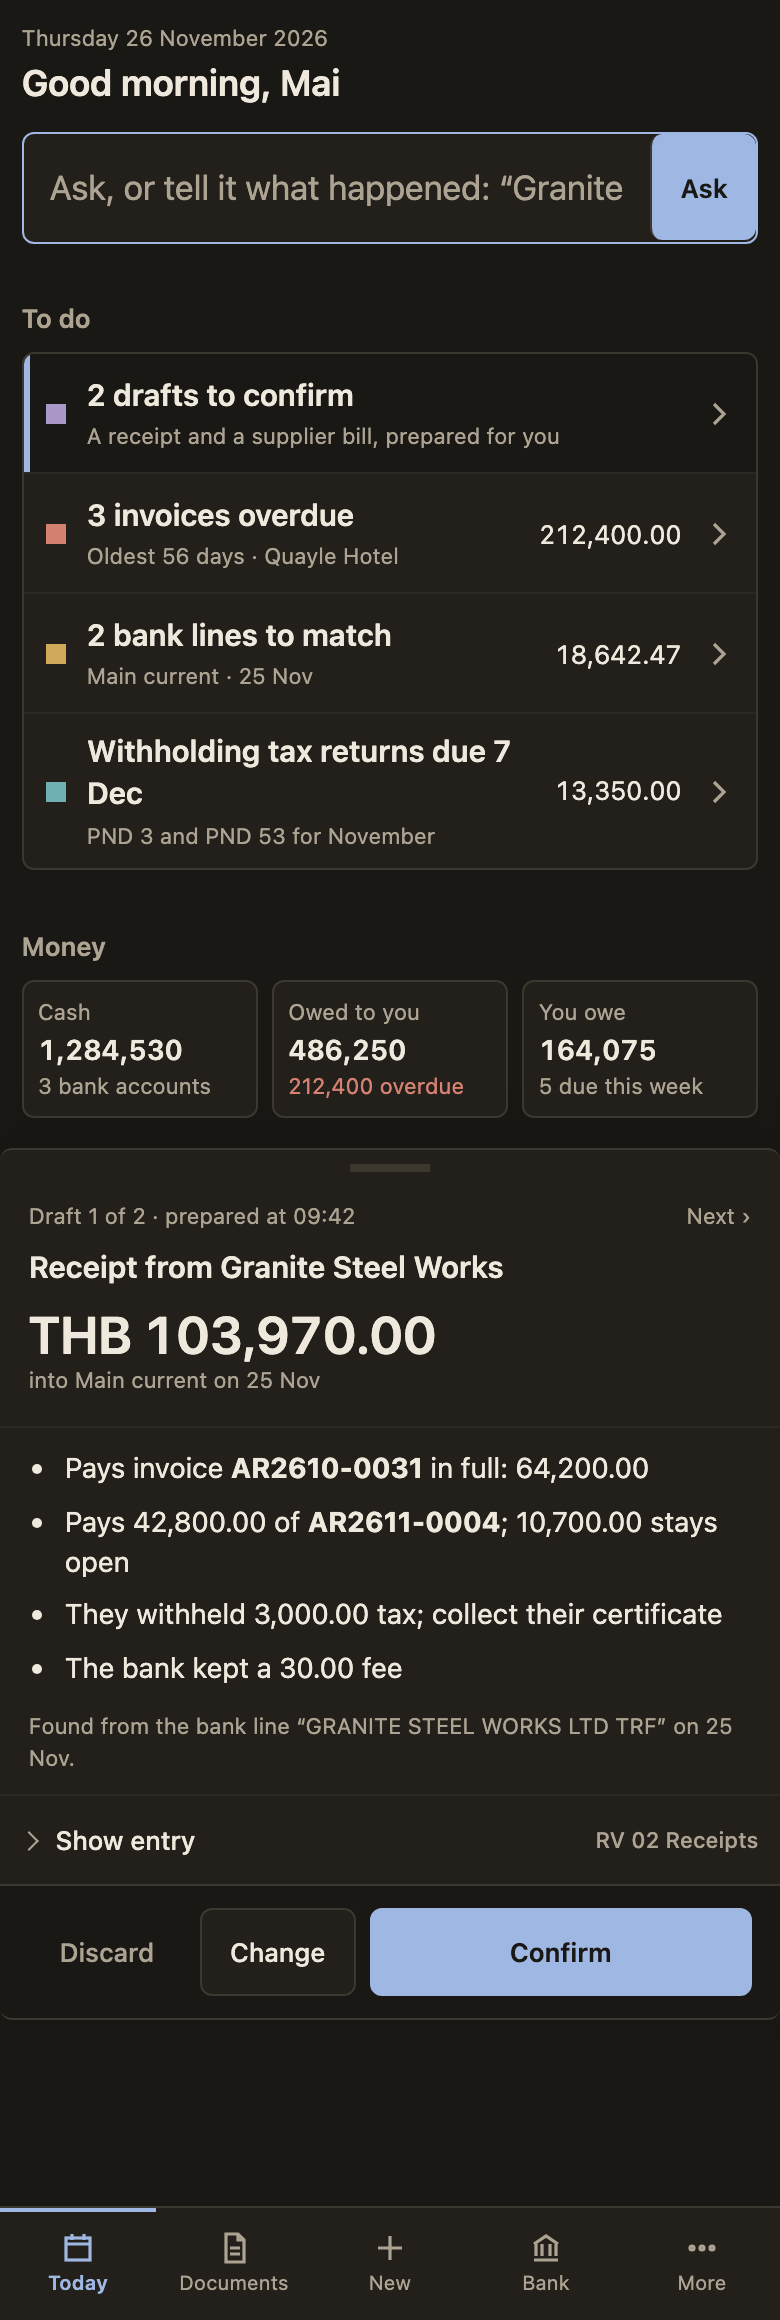 Thursday 26 November 2026
Good morning, Mai
Ask, or tell it what happened: “Granite
Ask
To do
2 drafts to confirm
A receipt and a supplier bill, prepared for you
3 invoices overdue
Oldest 56 days · Quayle Hotel
212,400.00
2 bank lines to match
Main current · 25 Nov
18,642.47
Withholding tax returns due 7
Dec
PND 3 and PND 53 for November
13,350.00
Money
Cash
1,284,530
3 bank accounts
Owed to you
486,250
212,400 overdue
You owe
164,075
5 due this week
Draft 1 of 2 · prepared at 09:42
Next ›
Receipt from Granite Steel Works
THB 103,970.00
into Main current on 25 Nov
• Pays invoice AR2610-0031 in full: 64,200.00
• Pays 42,800.00 of AR2611-0004; 10,700.00 stays
open
• They withheld 3,000.00 tax; collect their certificate
• The bank kept a 30.00 fee
Found from the bank line “GRANITE STEEL WORKS LTD TRF” on 25
Nov.
Show entry
RV 02 Receipts
Discard
Change
Confirm
Today
Documents
New
Bank
More